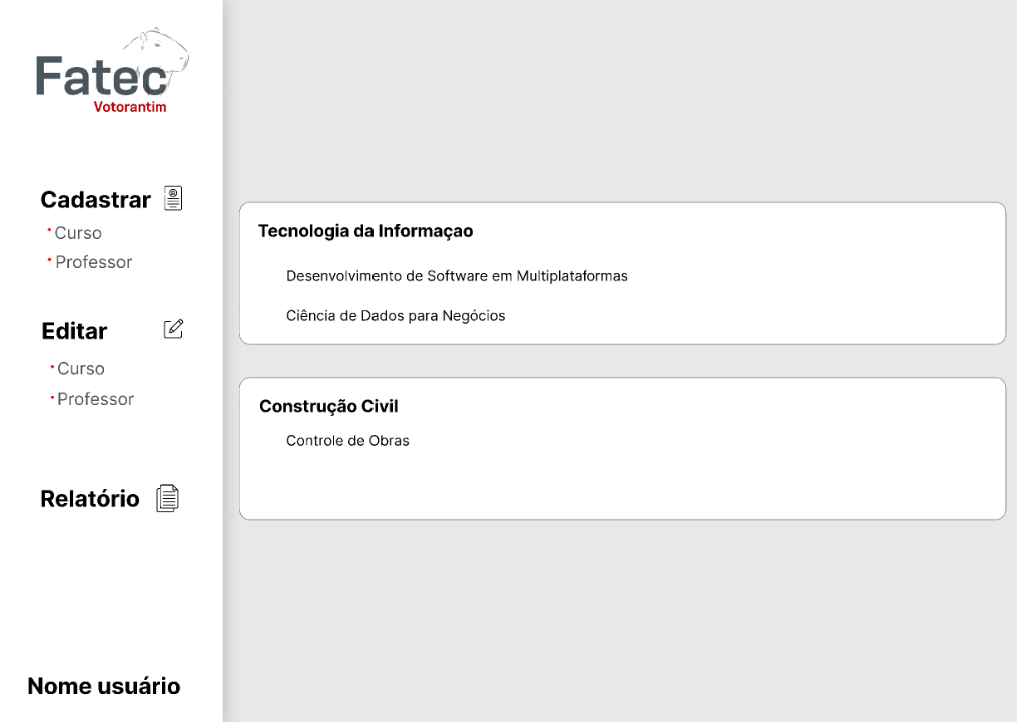 Fatec
Votorantim
Cadastrar
Curso
Professor
Editar
Curso
Professor
Relatório
Nome usuário
Tecnologia da Informaçao
Desenvolvimento de Software em Multiplataformas
Ciência de Dados para Negócios
Construção Civil
Controle de Obras